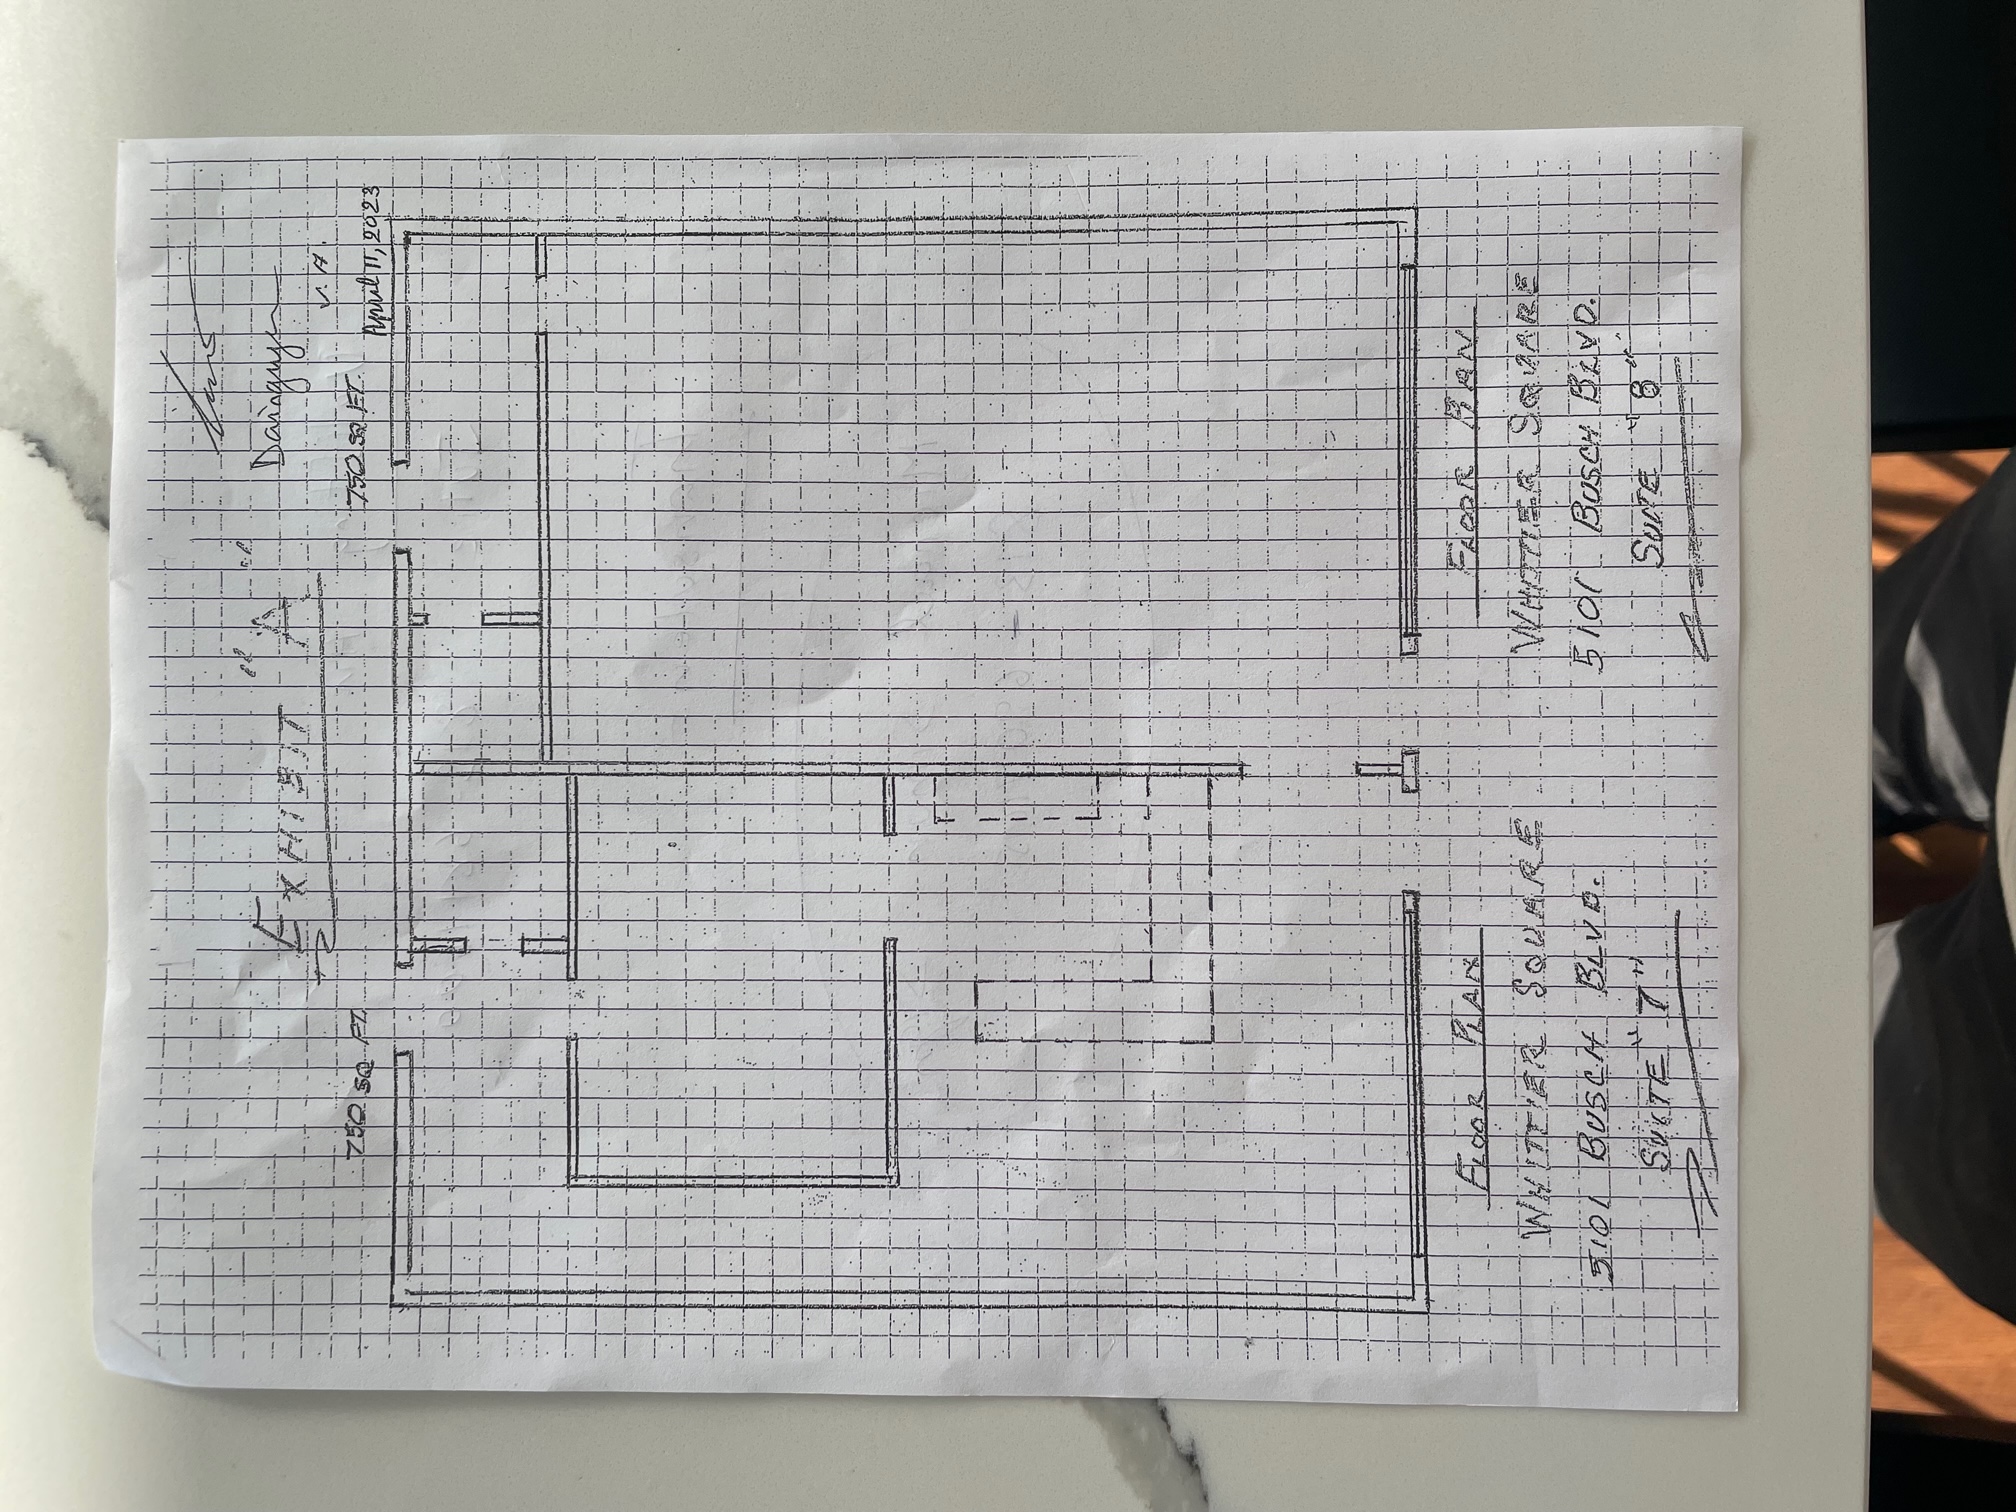 EXHIBIT "A"
Dainguyen
V. H.
750 SQ FT.
750 SQ FT.
April 11, 2023
FLOOR PLAN
WHITTIER SQUARE
5101 BUSCH BLVD.
SUITE "7"
FLOOR PLAN
WHITTIER SQUARE
5101 BUSCH BLVD.
SUITE "8"